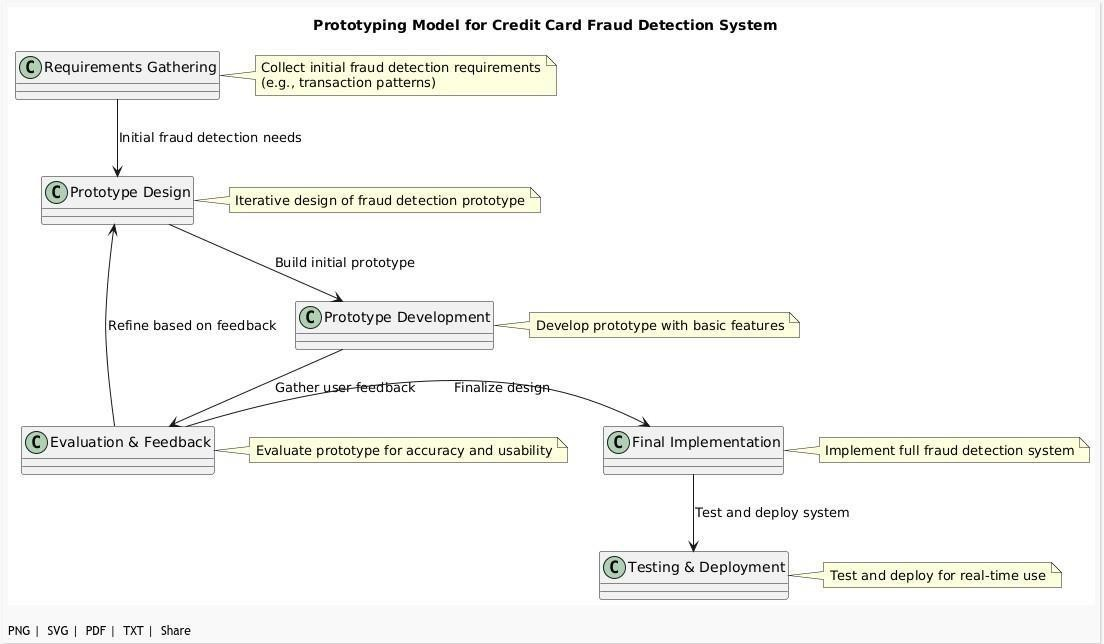 Prototyping Model for Credit Card Fraud Detection System
C Requirements Gathering
Collect initial fraud detection requirements
(e.g., transaction patterns)
Initial fraud detection needs
C Prototype Design
Iterative design of fraud detection prototype
Build initial prototype
Refine based on feedback
C Prototype Development
Develop prototype with basic features
Gather user feedback
Finalize design
C Evaluation & Feedback
Evaluate prototype for accuracy and usability
C Final Implementation
Implement full fraud detection system
Test and deploy system
C Testing & Deployment
Test and deploy for real-time use
PNG | SVG | PDF | TXT | Share